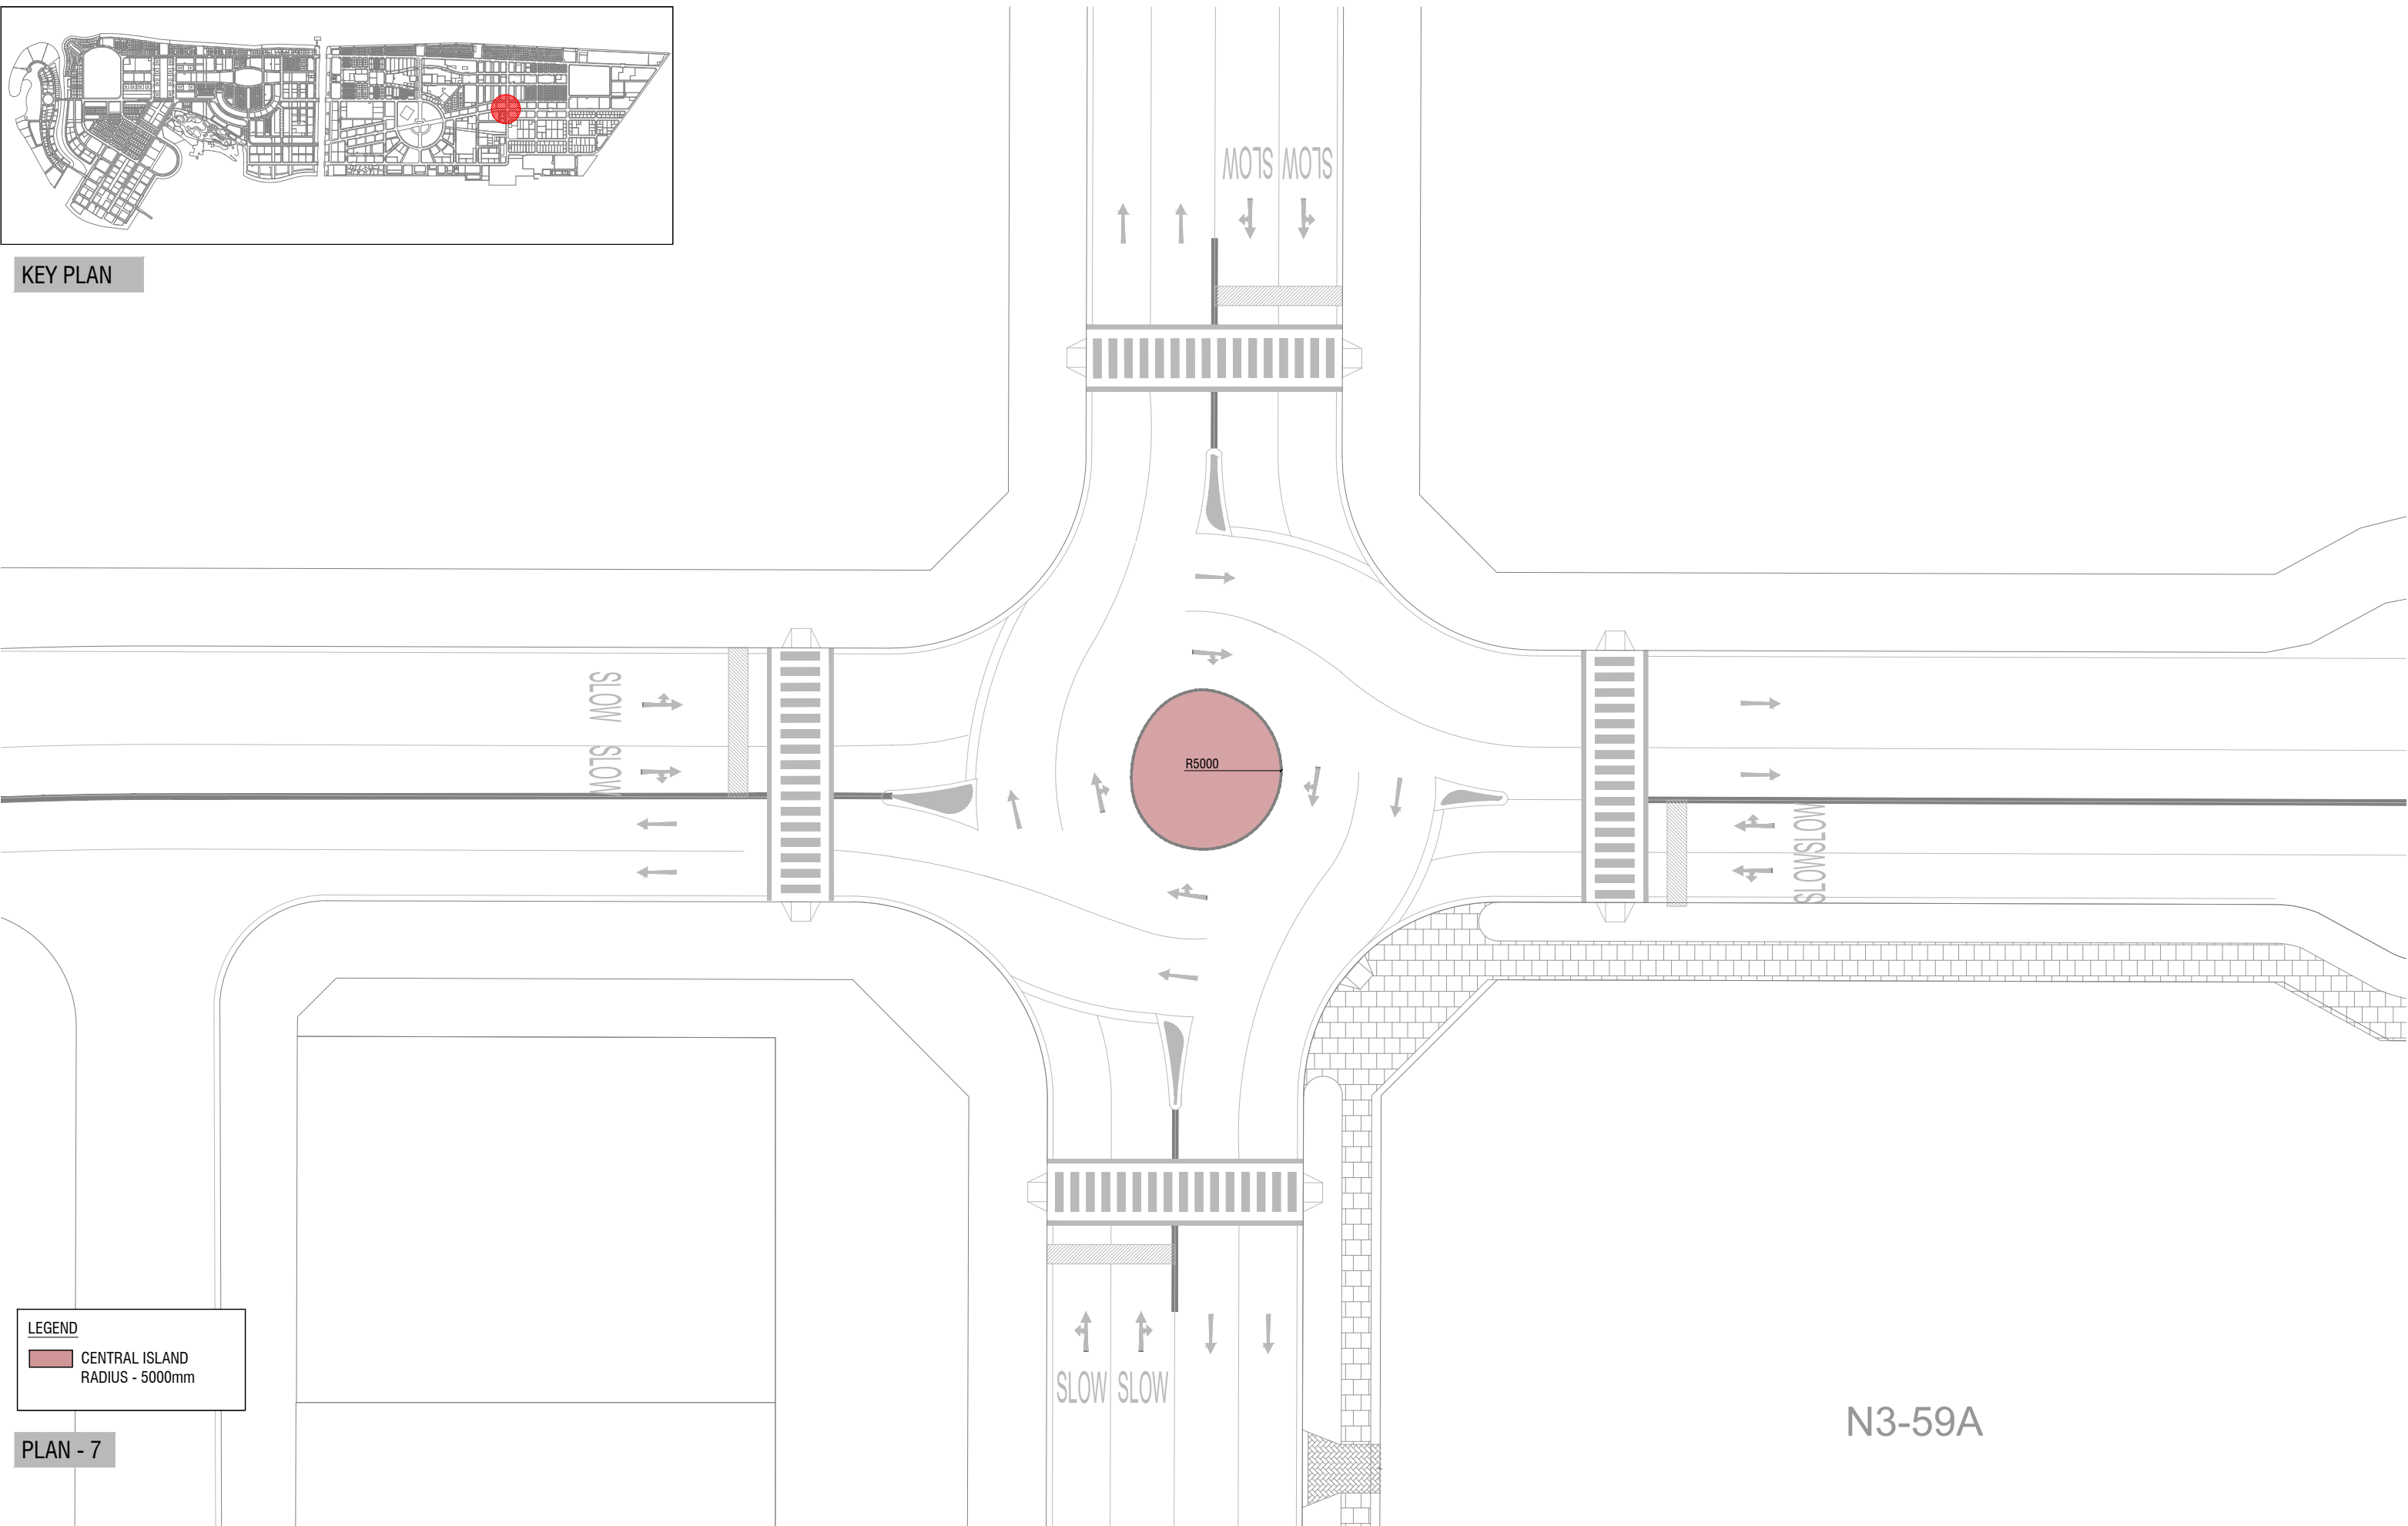 KEY PLAN
SLOW SLOW
SLOW
SLOW
R5000
SLOW
SLOW
SLOW SLOW
LEGEND
CENTRAL ISLAND
RADIUS - 5000mm
PLAN - 7
N3-59A